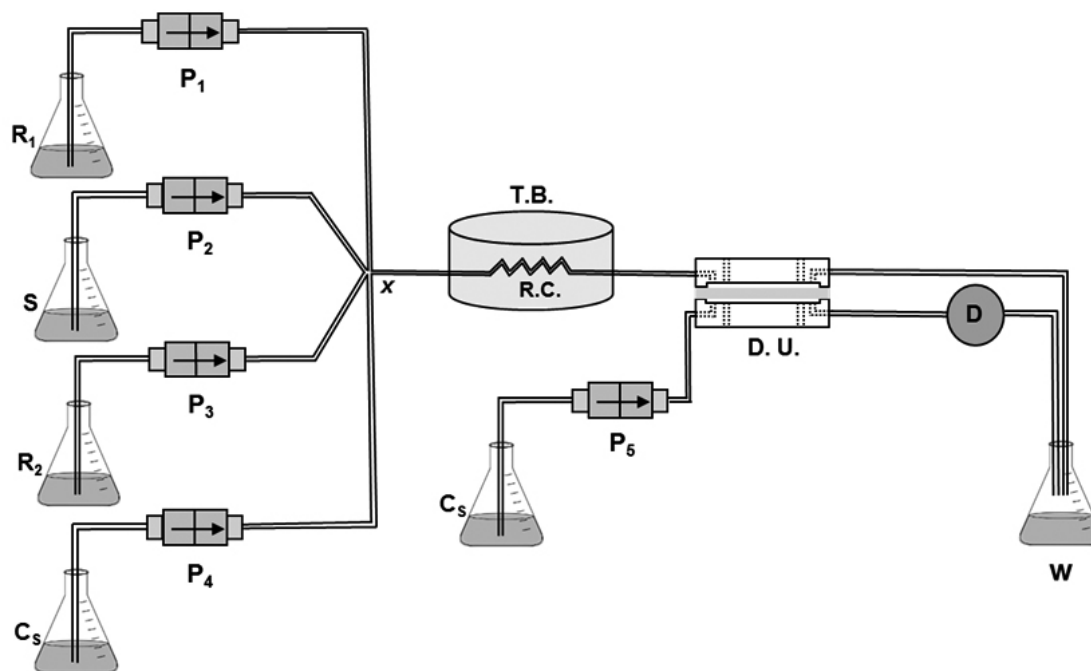 P₁
R₁
P₂
S
P₃
R₂
P₄
Cₛ
x
T.B.
R.C.
D. U.
D
P₅
Cₛ
W